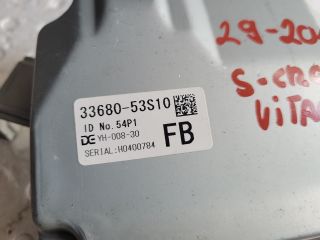 33680-53S10
ID No. 54P1
DE YH-008-30
FB
SERIAL:H0400784
29-20
S-CRO
VITA